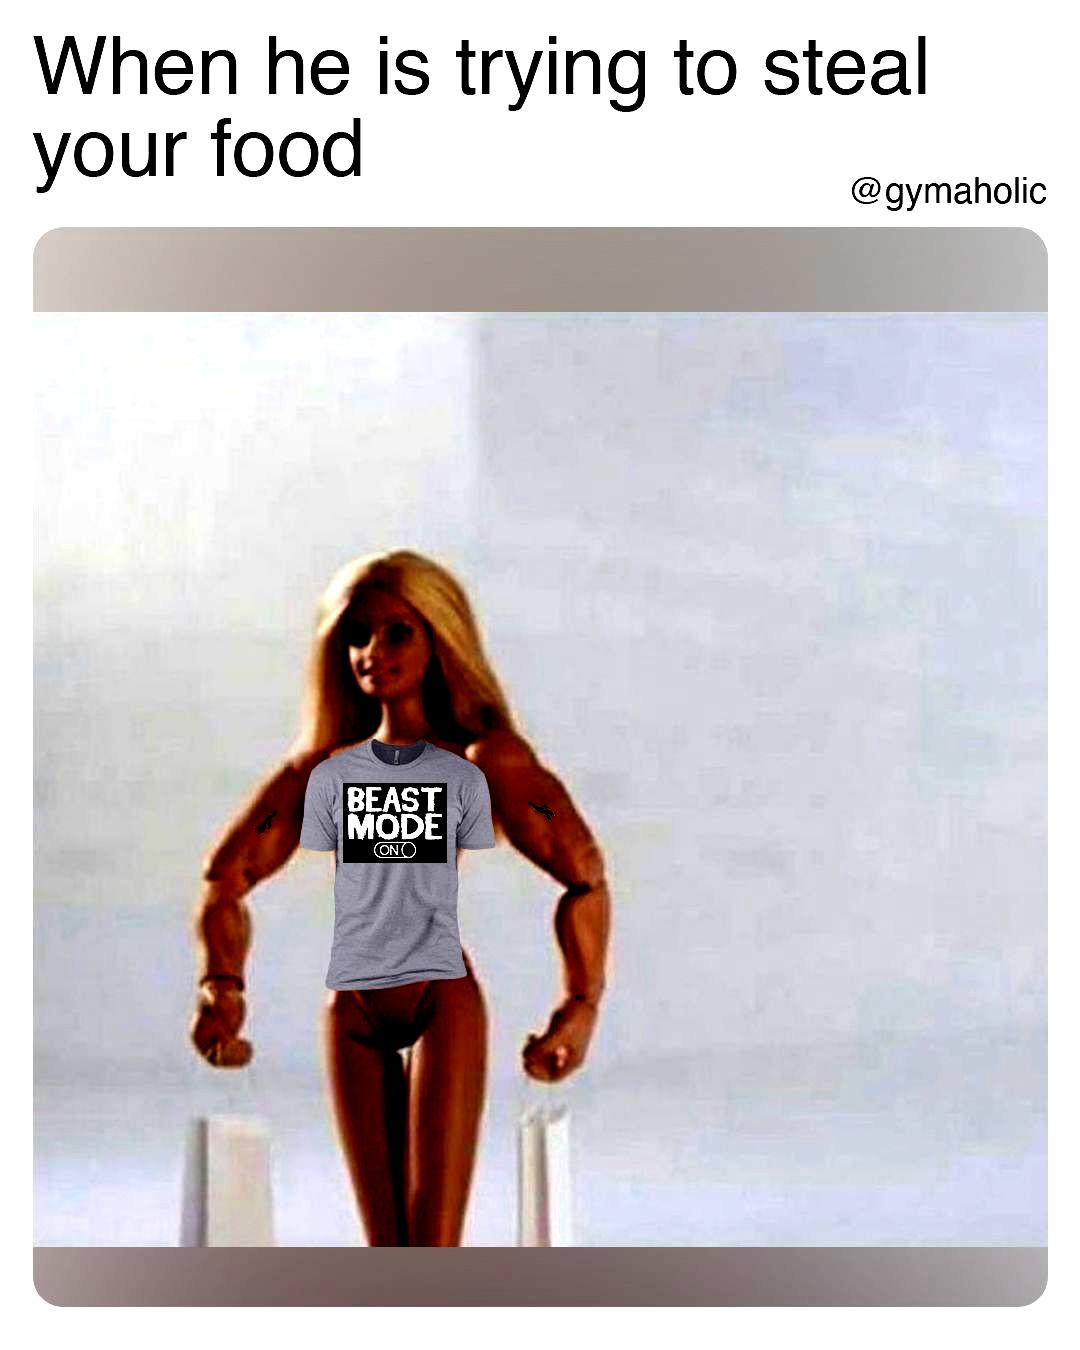 When he is trying to steal
your food
@gymaholic
BEAST
MODE
ON